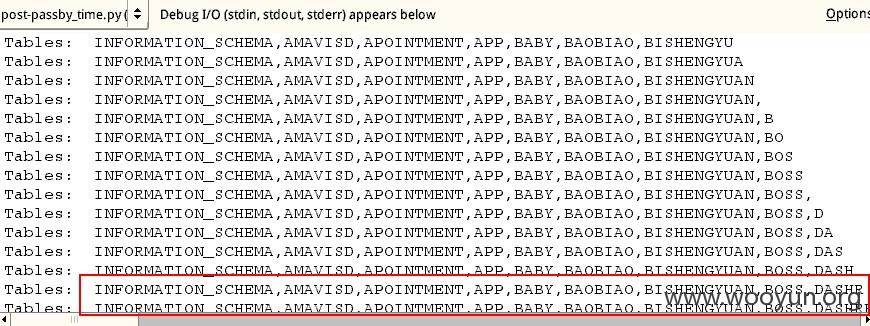 post-passby_time.py ( Debug I/O (stdin, stdout, stderr) appears below Options
Tables: INFORMATION_SCHEMA,AMAVISD,APOINTMENT,APP,BABY,BAOBIAO,BISHENGYU
Tables: INFORMATION_SCHEMA,AMAVISD,APOINTMENT,APP,BABY,BAOBIAO,BISHENGYUA
Tables: INFORMATION_SCHEMA,AMAVISD,APOINTMENT,APP,BABY,BAOBIAO,BISHENGYUAN
Tables: INFORMATION_SCHEMA,AMAVISD,APOINTMENT,APP,BABY,BAOBIAO,BISHENGYUAN,
Tables: INFORMATION_SCHEMA,AMAVISD,APOINTMENT,APP,BABY,BAOBIAO,BISHENGYUAN,B
Tables: INFORMATION_SCHEMA,AMAVISD,APOINTMENT,APP,BABY,BAOBIAO,BISHENGYUAN,BO
Tables: INFORMATION_SCHEMA,AMAVISD,APOINTMENT,APP,BABY,BAOBIAO,BISHENGYUAN,BOS
Tables: INFORMATION_SCHEMA,AMAVISD,APOINTMENT,APP,BABY,BAOBIAO,BISHENGYUAN,BOSS
Tables: INFORMATION_SCHEMA,AMAVISD,APOINTMENT,APP,BABY,BAOBIAO,BISHENGYUAN,BOSS,
Tables: INFORMATION_SCHEMA,AMAVISD,APOINTMENT,APP,BABY,BAOBIAO,BISHENGYUAN,BOSS,D
Tables: INFORMATION_SCHEMA,AMAVISD,APOINTMENT,APP,BABY,BAOBIAO,BISHENGYUAN,BOSS,DA
Tables: INFORMATION_SCHEMA,AMAVISD,APOINTMENT,APP,BABY,BAOBIAO,BISHENGYUAN,BOSS,DAS
Tables: INFORMATION_SCHEMA,AMAVISD,APOINTMENT,APP,BABY,BAOBIAO,BISHENGYUAN,BOSS,DASH
Tables: INFORMATION_SCHEMA,AMAVISD,APOINTMENT,APP,BABY,BAOBIAO,BISHENGYUAN,BOSS,DASHR
www.wooyun.org
Tables: INFORMATION_SCHEMA,AMAVISD,APOINTMENT,APP,BABY,BAOBIAO,BISHENGYUAN,BOSS